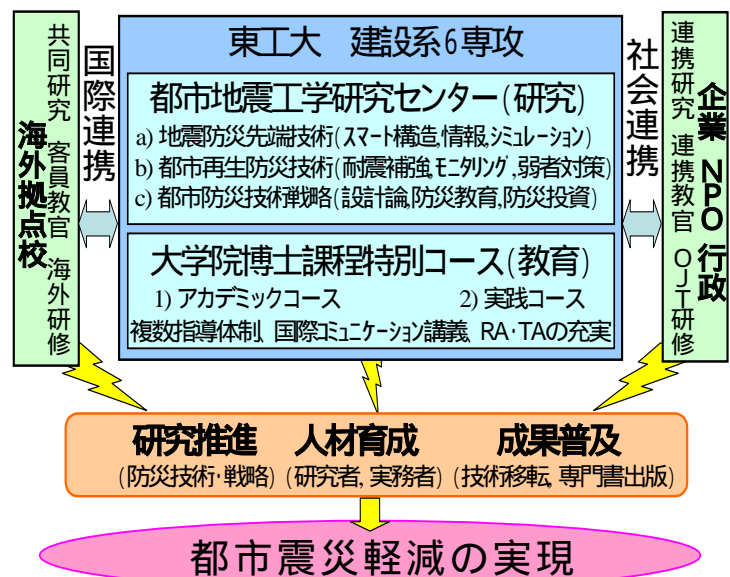 海外拠点校
共同研究 客員教官 海外研修
国際連携
東工大 建設系6専攻
都市地震工学研究センター(研究)
a) 地震防災先端技術(スマート構造,情報,シミュレーション)
b) 都市再生防災技術(耐震補強,モニタリング,弱者対策)
c) 都市防災技術戦略(設計論,防災教育,防災投資)
大学院博士課程特別コース(教育)
1) アカデミックコース 2) 実践コース
複数指導体制, 国際コミュニケーション講義, RA・TAの充実
社会連携
連携研究 連携教官 OJT研修
企業 NPO 行政
研究推進 人材育成 成果普及
(防災技術・戦略) (研究者, 実務者) (技術移転, 専門書出版)
都市震災軽減の実現